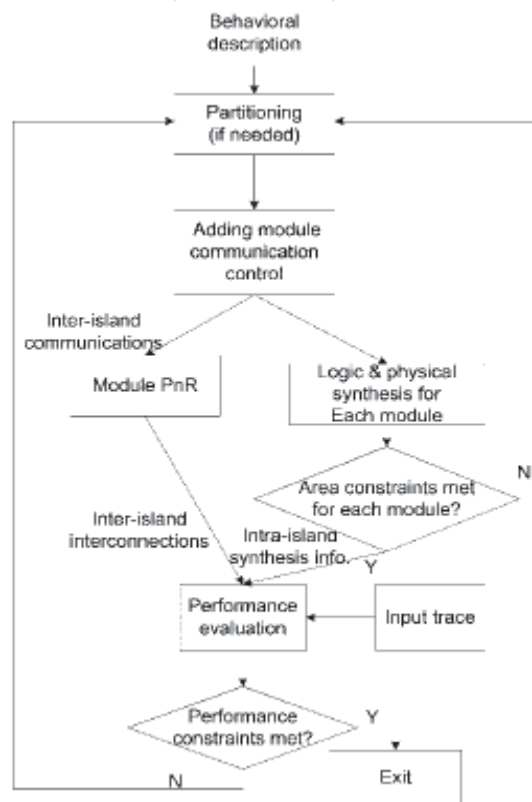 Behavioral
description
Partitioning
(if needed)
Adding module
communication
control
Inter-island
communications
Module PnR
Logic & physical
synthesis for
Each module
N
Area constraints met
for each module?
Inter-island
interconnections
Intra-island
synthesis info.
Y
Performance
evaluation
Input trace
Performance
constraints met?
Y
N
Exit